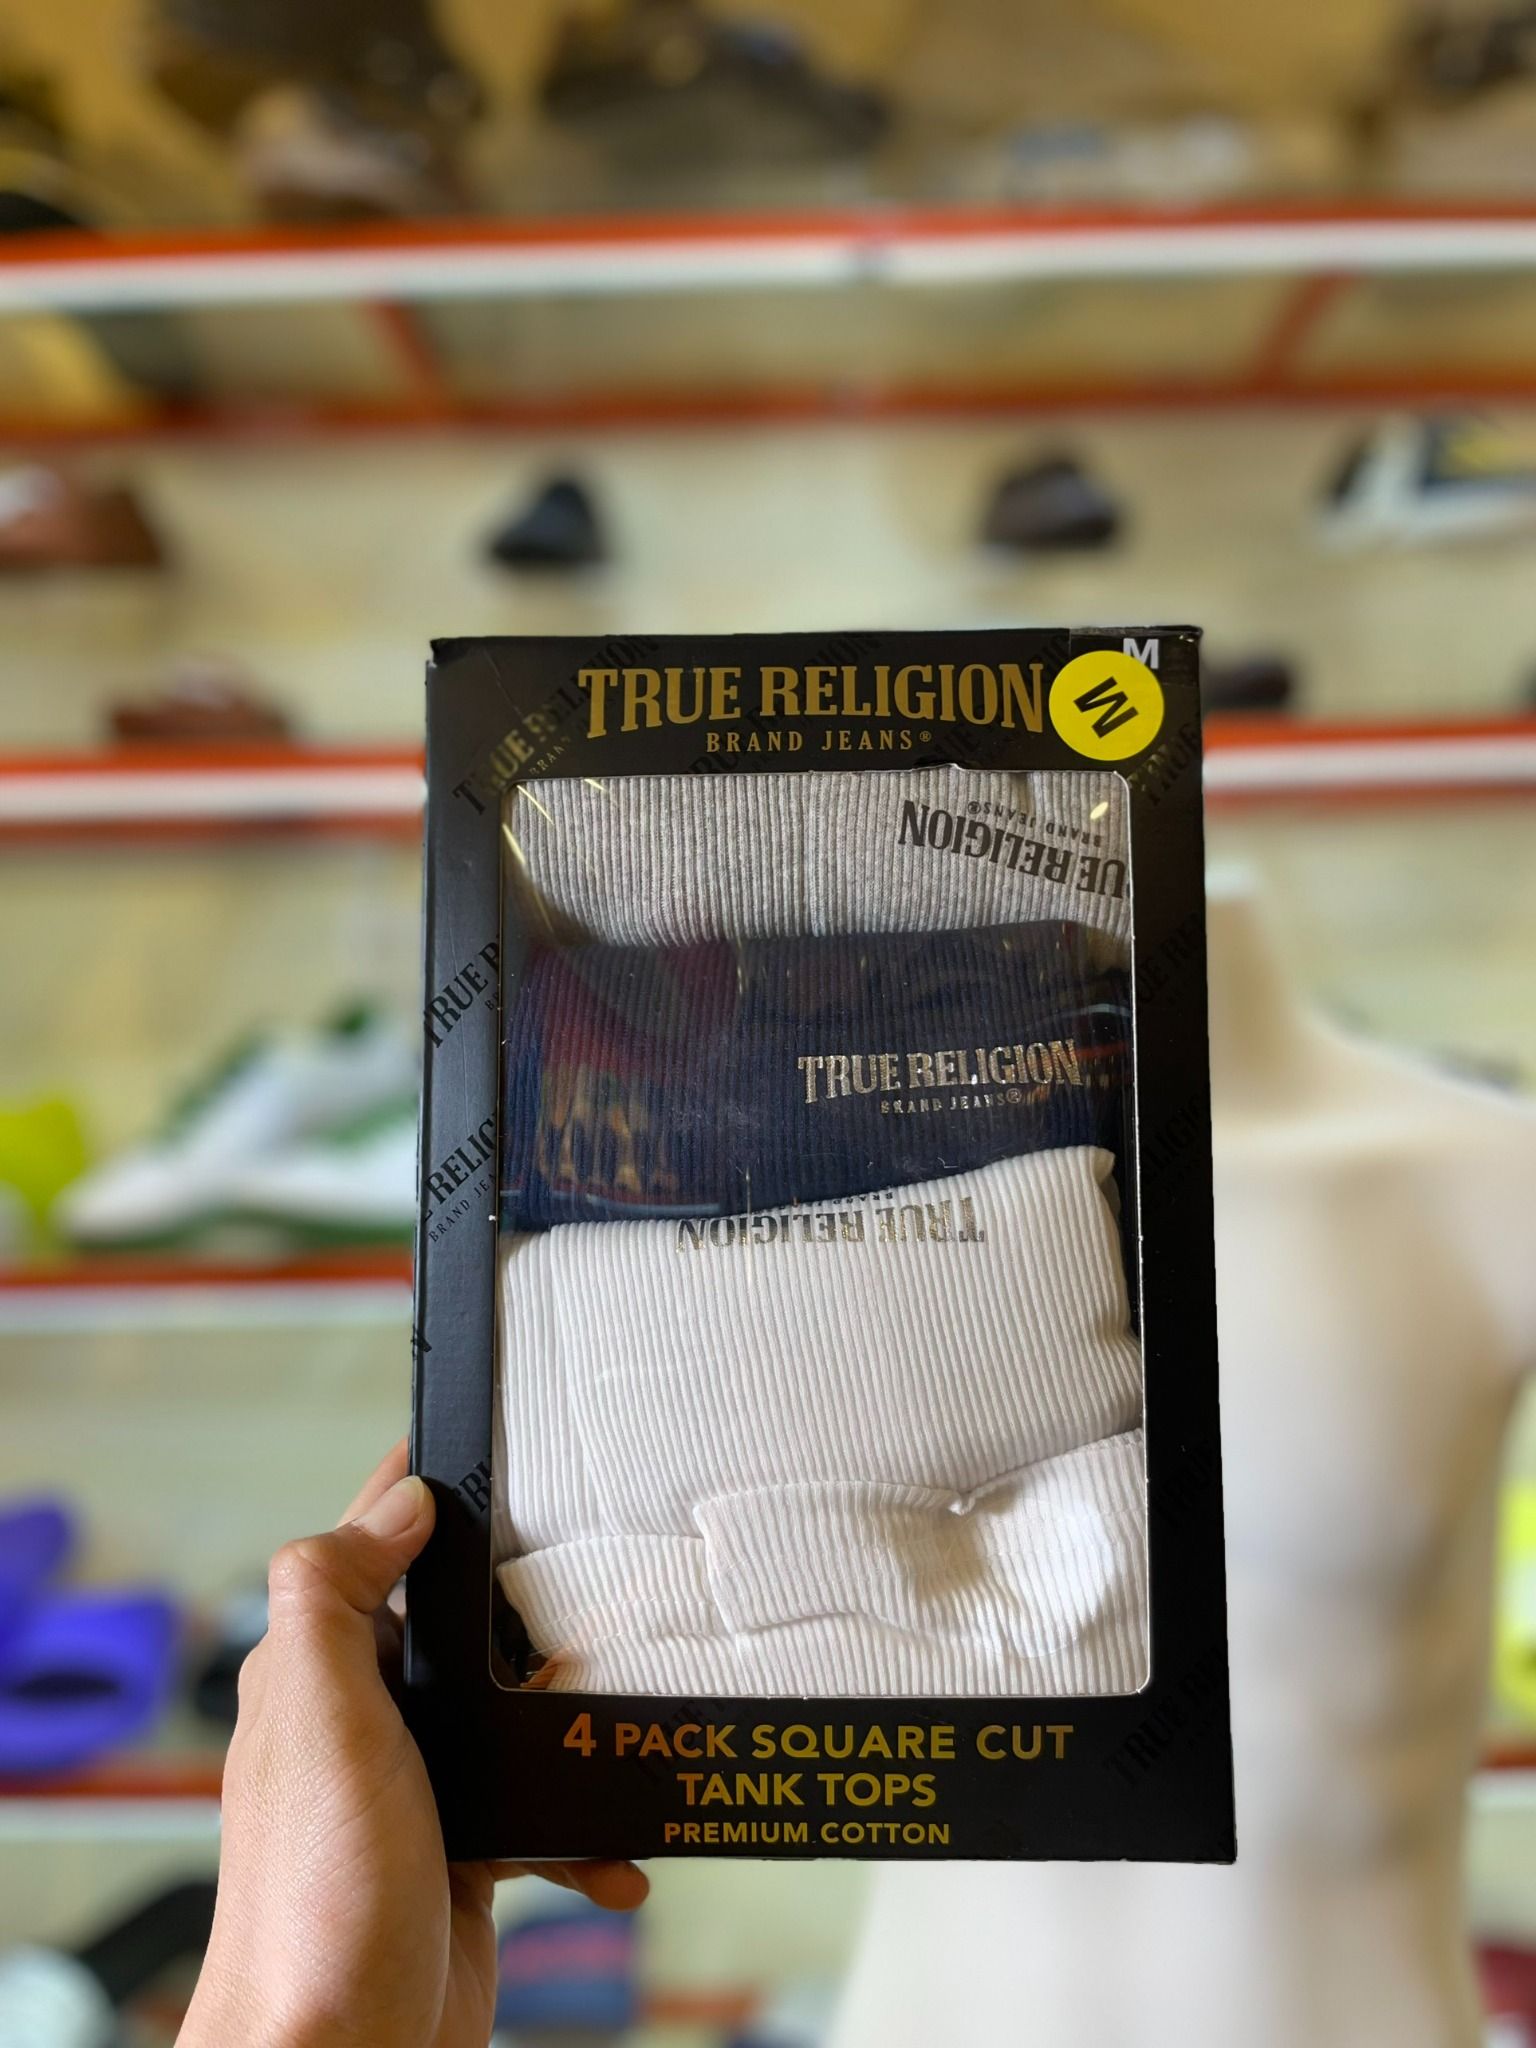 M
TRUE RELIGION
BRAND JEANS®
M
BRAND JEANS®
UE RELIGION
TRUE RELIGION
BRAND JEANS®
TRUE RELIGION
4 PACK SQUARE CUT
TANK TOPS
PREMIUM COTTON